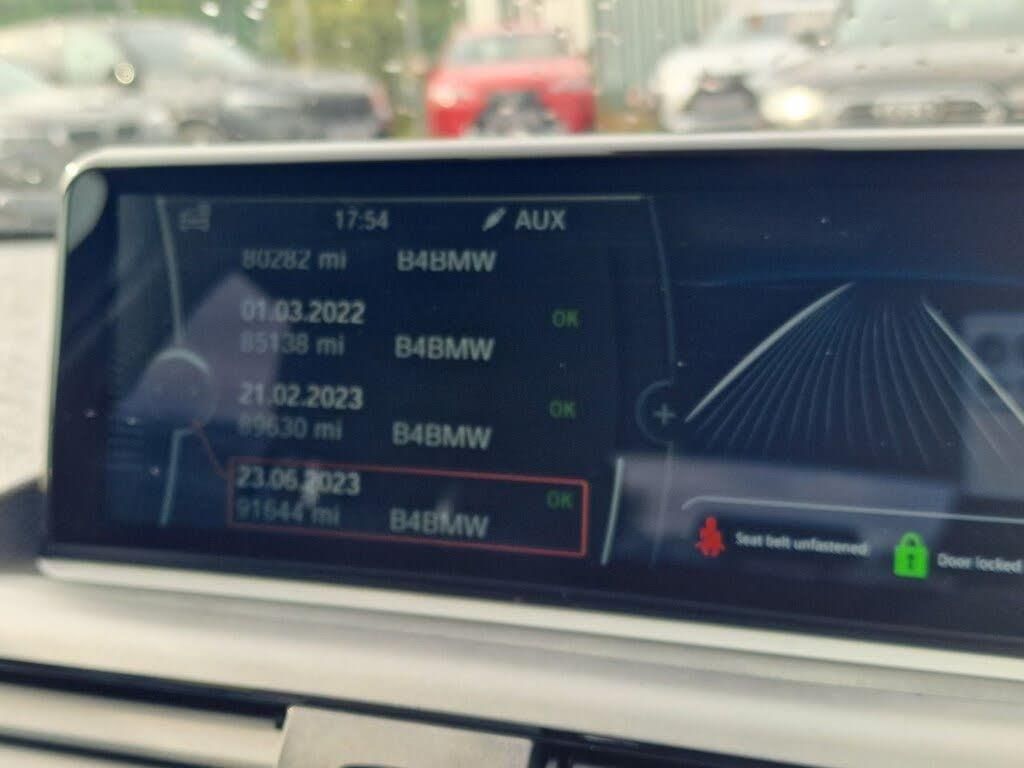 17:54 AUX
80282 mi B4BMW
01.03.2022 OK
85138 mi B4BMW
21.02.2023 OK
89630 mi B4BMW
23.06.2023 OK
91644 mi B4BMW
Seat belt unfastened Door locked